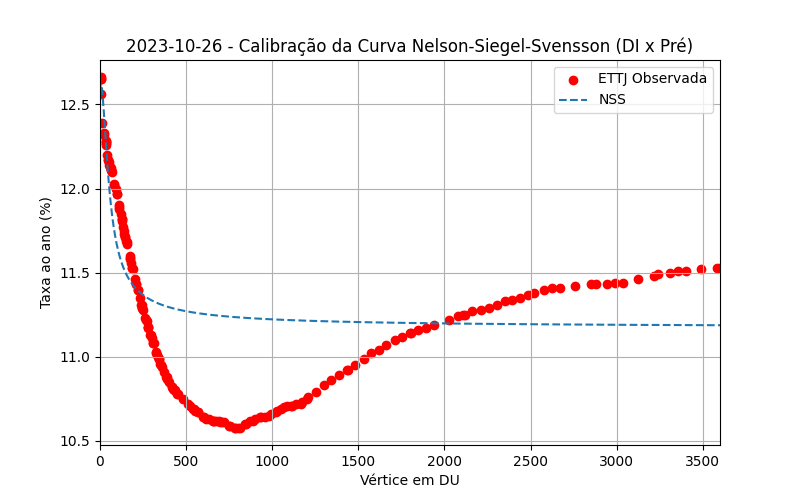 2023-10-26 - Calibração da Curva Nelson-Siegel-Svensson (DI x Pré)
ETTJ Observada
NSS
Taxa ao ano (%)
12.5
12.0
11.5
11.0
10.5
0 500 1000 1500 2000 2500 3000 3500
Vértice em DU